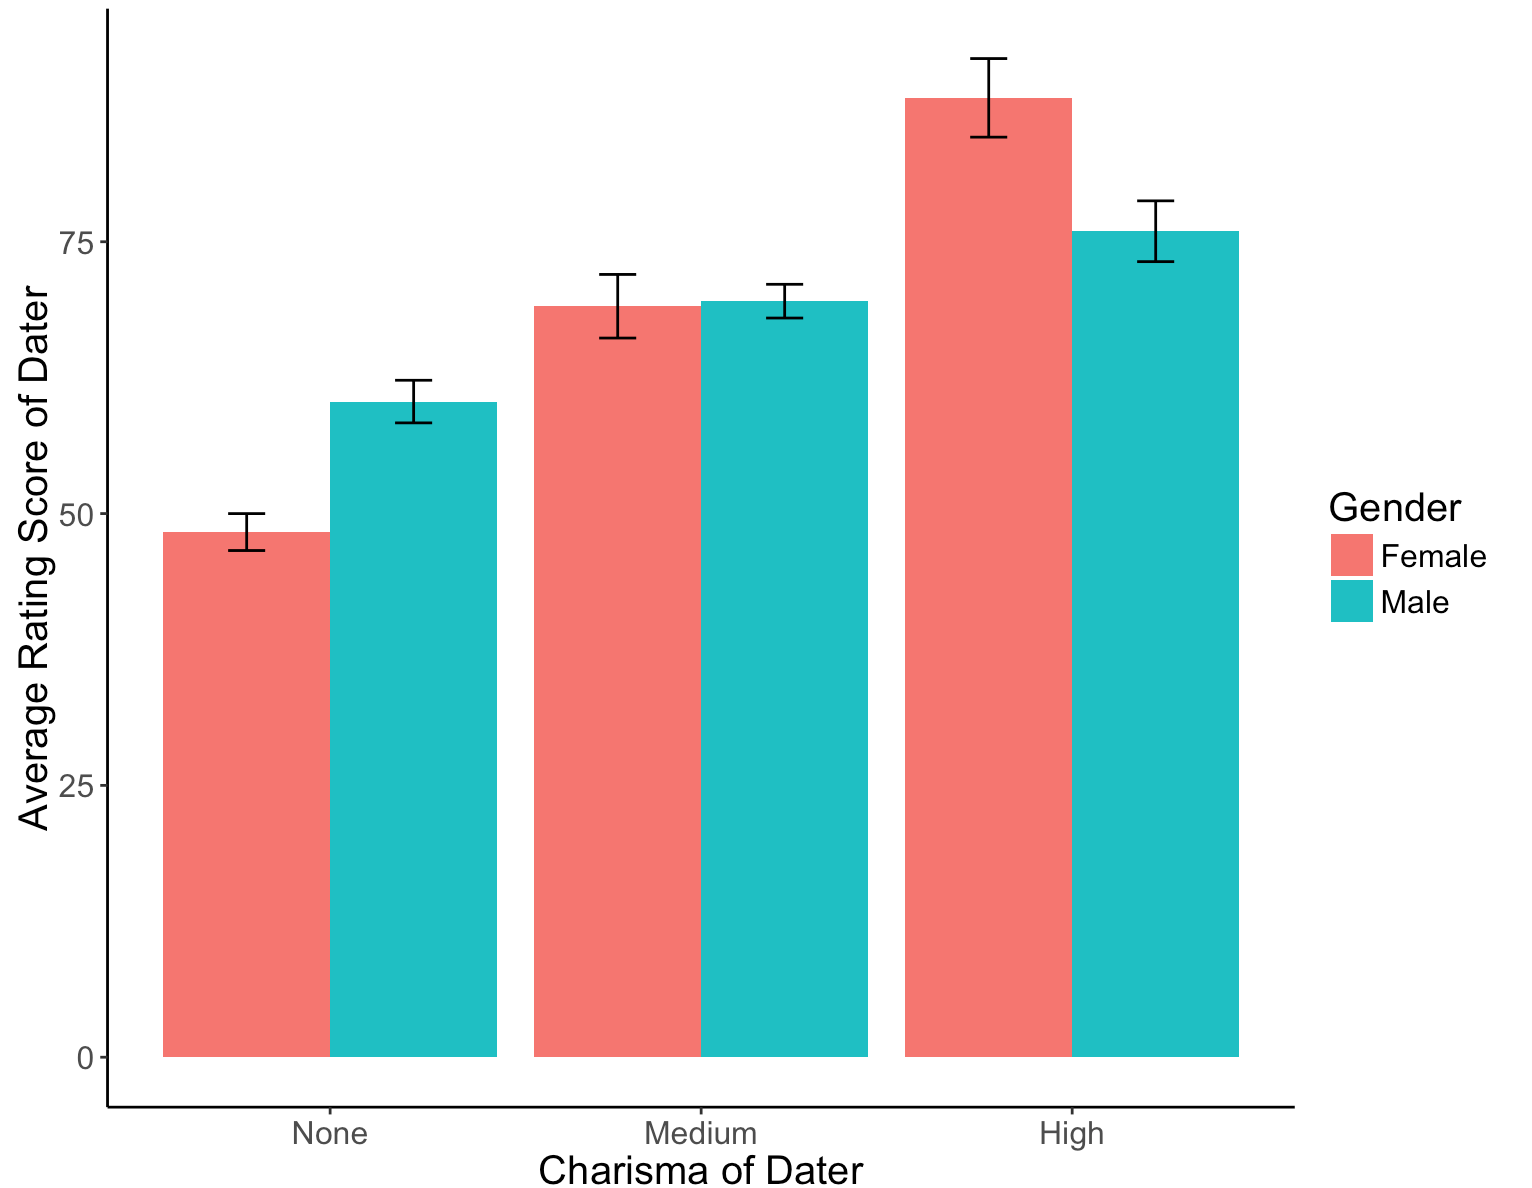 Average Rating Score of Dater
75
50
25
0
None
Medium
High
Charisma of Dater
Gender
Female
Male